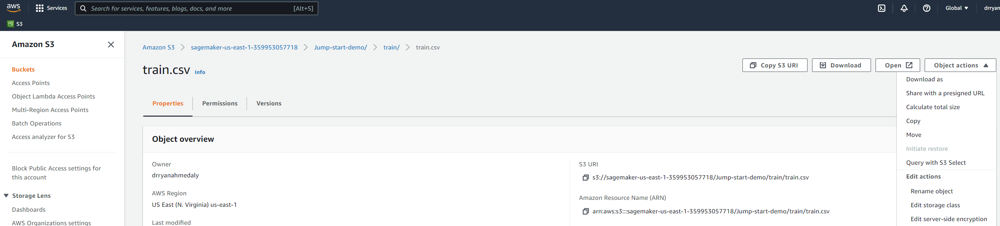 aws
Services
Search for services, features, blogs, docs, and more [Alt+S]
Global
S3
Amazon S3
Buckets
Access Points
Object Lambda Access Points
Multi-Region Access Points
Batch Operations
Access analyzer for S3
Block Public Access settings for
this account
Storage Lens
Dashboards
AWS Organizations settings
Amazon S3 sagemaker-us-east-1-359953057718 Jump-start-demo/ train/ train.csv
train.csv Info
Copy S3 URI Download Open Object actions
Download as
Share with a presigned URL
Calculate total size
Copy
Move
Initiate restore
Query with S3 Select
Edit actions
Rename object
Edit storage class
Edit server-side encryption
Properties Permissions Versions
Object overview
Owner
drryanahmedaly
AWS Region
US East (N. Virginia) us-east-1
Last modified
S3 URI
s3://sagemaker-us-east-1-359953057718/Jump-start-demo/train/train.csv
Amazon Resource Name (ARN)
arn:aws:s3:::sagemaker-us-east-1-359953057718/Jump-start-demo/train/train.csv